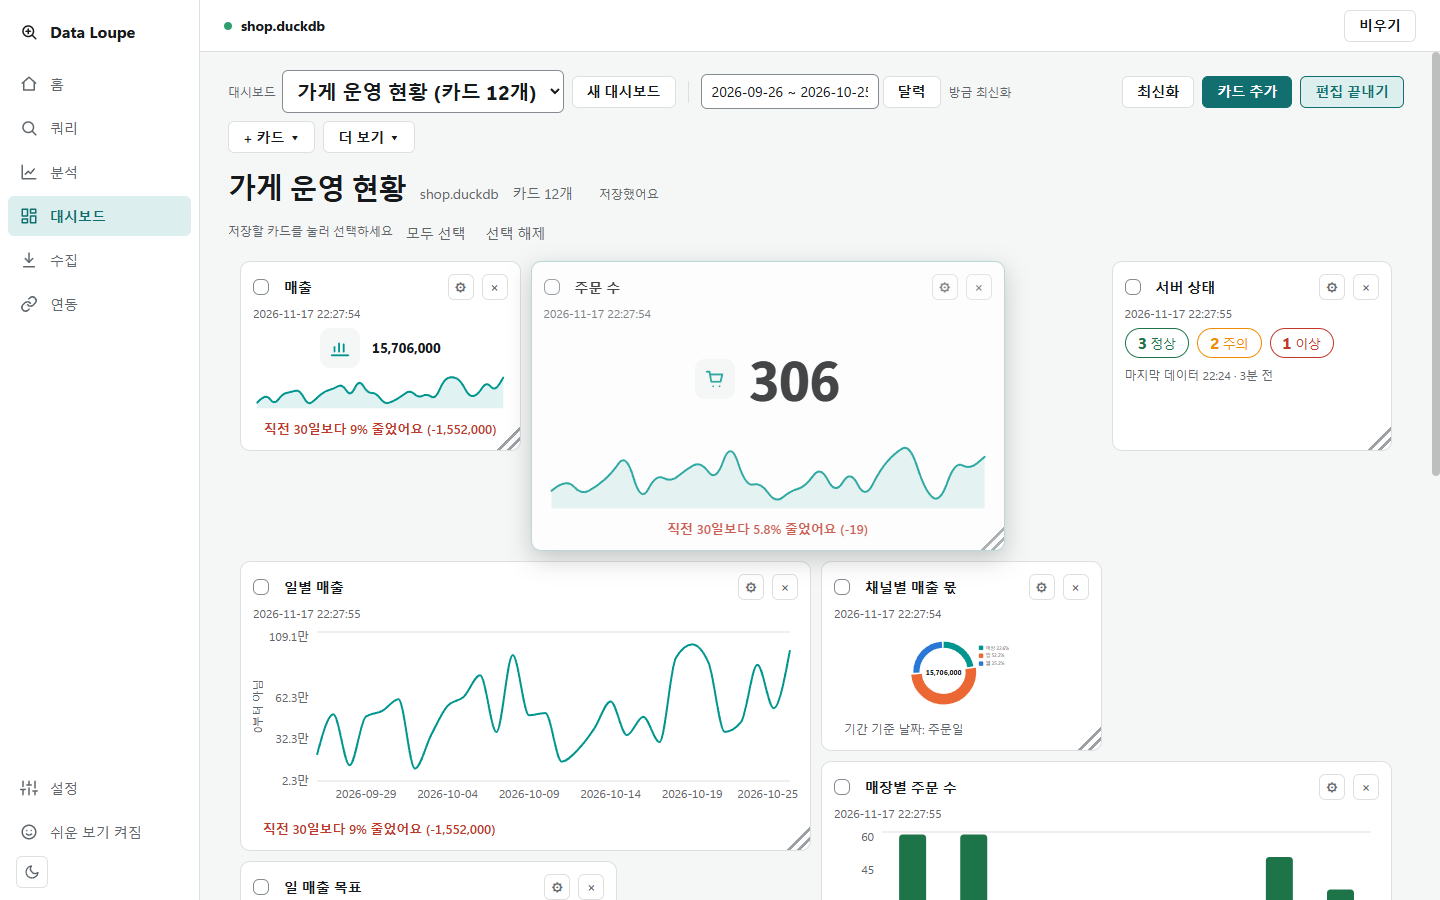 Data Loupe
홈
쿼리
분석
대시보드
수집
연동
설정
쉬운 보기 켜짐
shop.duckdb
비우기
대시보드
가게 운영 현황 (카드 12개)
새 대시보드
2026-09-26 ~ 2026-10-25
달력
방금 최신화
최신화
카드 추가
편집 끝내기
+ 카드 ▾
더 보기 ▾
가게 운영 현황 shop.duckdb 카드 12개 저장했어요
저장할 카드를 눌러 선택하세요 모두 선택 선택 해제
매출
2026-11-17 22:27:54
15,706,000
직전 30일보다 9% 줄었어요 (-1,552,000)
주문 수
2026-11-17 22:27:54
306
직전 30일보다 5.8% 줄었어요 (-19)
서버 상태
2026-11-17 22:27:55
3 정상
2 주의
1 이상
마지막 데이터 22:24 · 3분 전
일별 매출
2026-11-17 22:27:55
109.1만
62.3만
32.3만
2.3만
0부터 아님
2026-09-29 2026-10-04 2026-10-09 2026-10-14 2026-10-19 2026-10-25
직전 30일보다 9% 줄었어요 (-1,552,000)
채널별 매출 몫
2026-11-17 22:27:54
15,706,000
기간 기준 날짜: 주문일
매장별 주문 수
2026-11-17 22:27:55
60
45
일 매출 목표